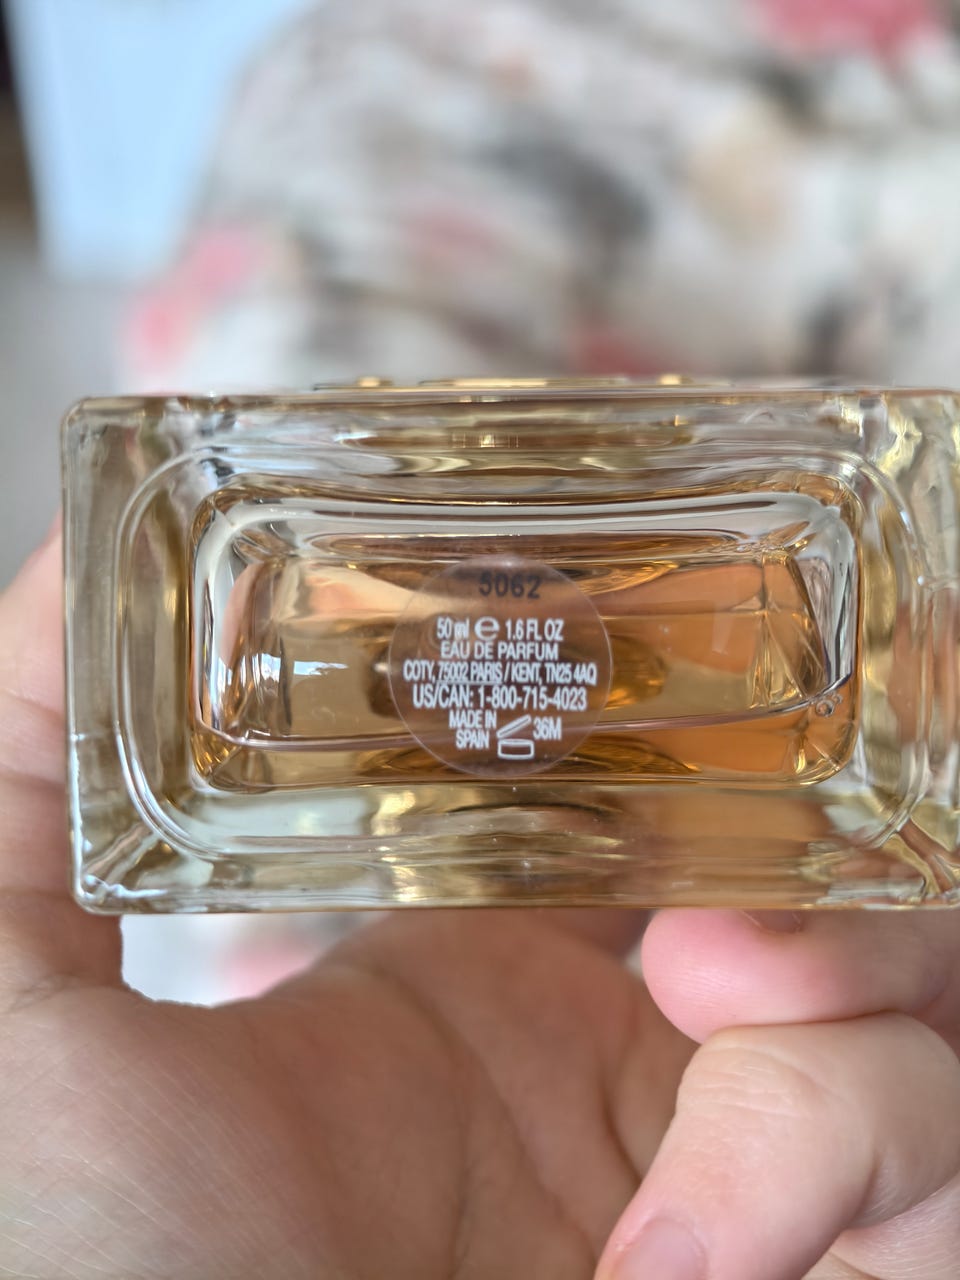 5062
50 ml e 1.6 FL OZ
EAU DE PARFUM
COTY, 75002 PARIS / KENT, TN25 4AQ
US/CAN: 1-800-715-4023
MADE IN
SPAIN
36M